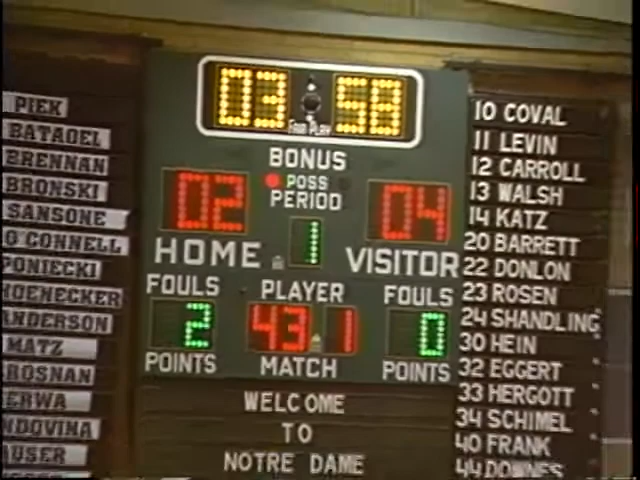 03 58
FAIR PLAY
BONUS
02 POSS 04
PERIOD
HOME 1 VISITOR
FOULS PLAYER FOULS
2 43 1 0
POINTS MATCH POINTS
WELCOME
TO
NOTRE DAME
PIEK
BATAOEL
BRENNAN
BRONSKI
SANSONE
O CONNELL
PONIECKI
HOENECKER
ANDERSON
MATZ
ROSNAN
ERWA
NDOVINA
AUSER
10 COVAL
11 LEVIN
12 CARROLL
13 WALSH
14 KATZ
20 BARRETT
22 DONLON
23 ROSEN
24 SHANDLING
30 HEIN
32 EGGERT
33 HERGOTT
34 SCHIMEL
40 FRANK
44 DOWNES